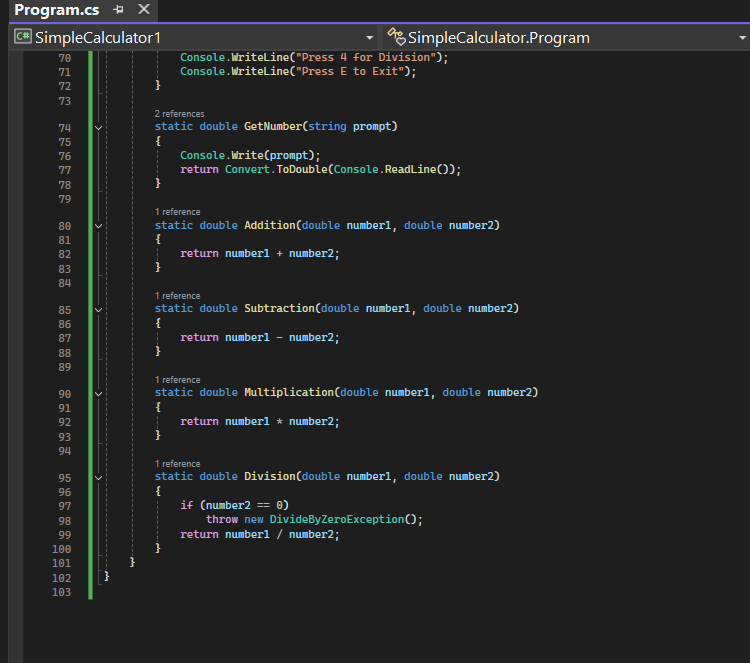 Program.cs
C# SimpleCalculator1 SimpleCalculator.Program
70 Console.WriteLine("Press 4 for Division");
71 Console.WriteLine("Press E to Exit");
72 }
73
2 references
74 static double GetNumber(string prompt)
75 {
76 Console.Write(prompt);
77 return Convert.ToDouble(Console.ReadLine());
78 }
79
1 reference
80 static double Addition(double number1, double number2)
81 {
82 return number1 + number2;
83 }
84
1 reference
85 static double Subtraction(double number1, double number2)
86 {
87 return number1 - number2;
88 }
89
1 reference
90 static double Multiplication(double number1, double number2)
91 {
92 return number1 * number2;
93 }
94
1 reference
95 static double Division(double number1, double number2)
96 {
97 if (number2 == 0)
98 throw new DivideByZeroException();
99 return number1 / number2;
100 }
101 }
102 }
103